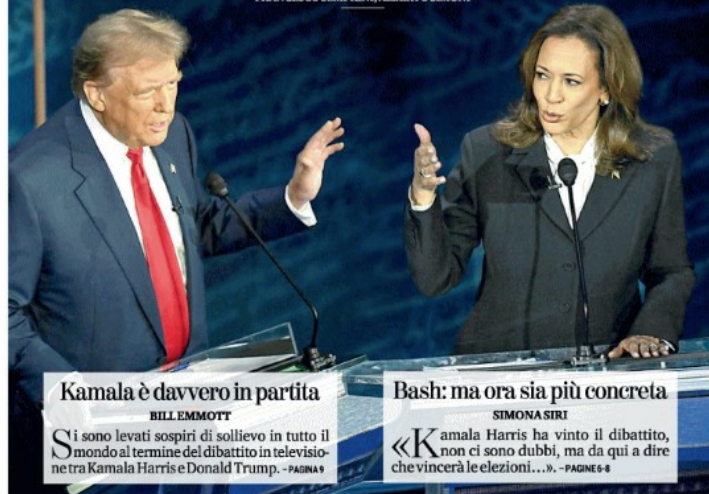 Kamala è davvero in partita
BILL EMMOTT
Si sono levati sospiri di sollievo in tutto il
mondo al termine del dibattito in televisio-
ne tra Kamala Harris e Donald Trump. – PAGINA 9
Bash: ma ora sia più concreta
SIMONA SIRI
«Kamala Harris ha vinto il dibattito,
non ci sono dubbi, ma da qui a dire
che vincerà le elezioni...». – PAGINE 6-8